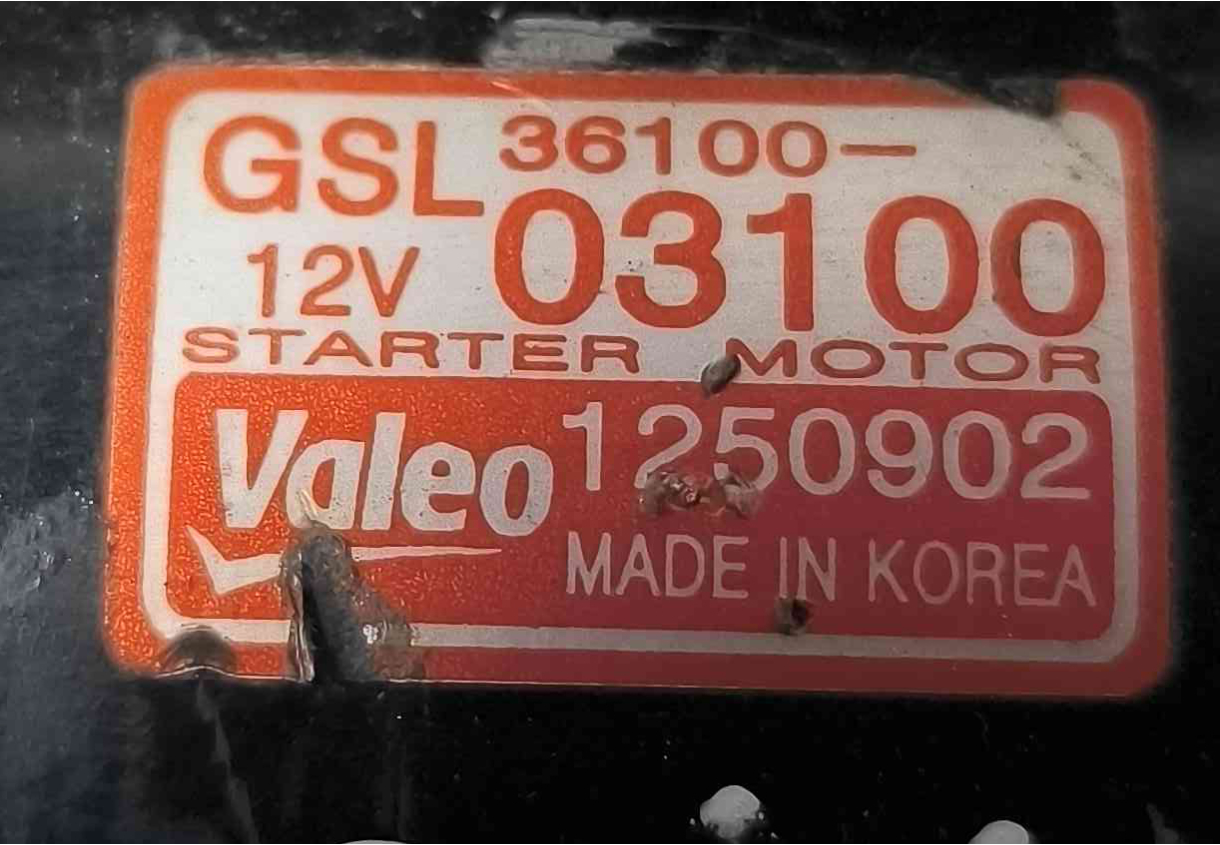 GSL 36100-
12V 03100
STARTER MOTOR
Valeo 1250902
MADE IN KOREA